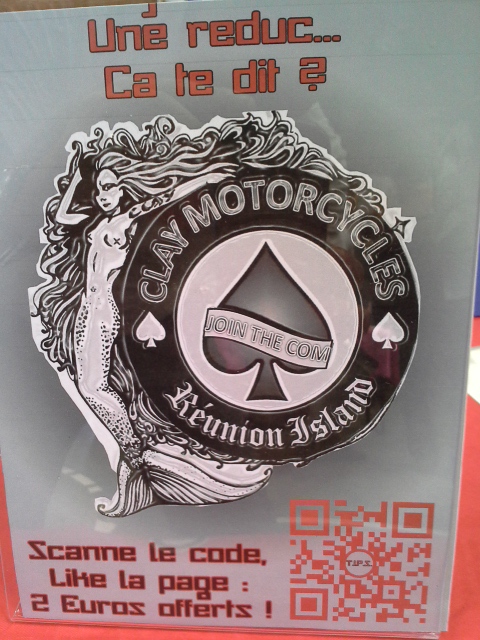 Une reduc...
Ca te dit ?
CLAY MOTORCYCLES
JOIN THE COM
Réunion Island
Scanne le code,
Like la page :
2 Euros offerts !
T.I.P.S.